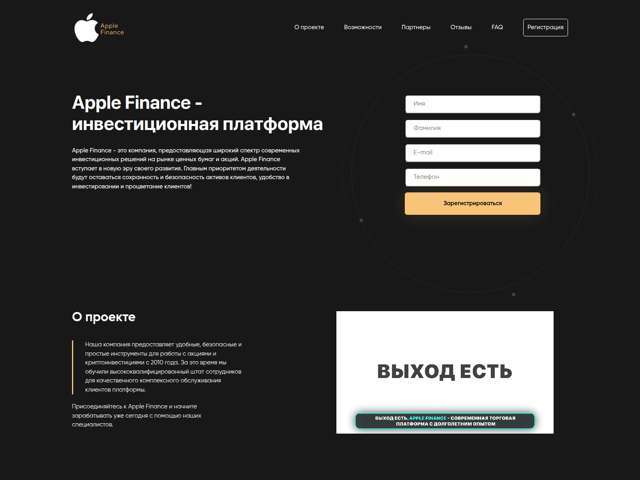 Apple
Finance
О проекте
Возможности
Партнеры
Отзывы
FAQ
Регистрация
Apple Finance -
инвестиционная платформа
Apple Finance - это компания, предоставляющая широкий спектр современных
инвестиционных решений на рынке ценных бумаг и акций. Apple Finance
вступает в новую эру своего развития. Главным приоритетом деятельности
будут оставаться сохранность и безопасность активов клиентов, удобство в
инвестировании и процветание клиентов!
Имя
Фамилия
E-mail
Телефон
Зарегистрироваться
О проекте
Наша компания предоставляет удобные, безопасные и
простые инструменты для работы с акциями и
криптоинвестициями с 2010 года. За это время мы
обучили высококвалифицированный штат сотрудников
для качественного комплексного обслуживания
клиентов платформы.
Присоединяйтесь к Apple Finance и начните
зарабатывать уже сегодня с помощью наших
специалистов.
ВЫХОД ЕСТЬ
ВЫХОД ЕСТЬ. APPLE FINANCE - СОВРЕМЕННАЯ ТОРГОВАЯ
ПЛАТФОРМА С ДОЛГОЛЕТНИМ ОПЫТОМ